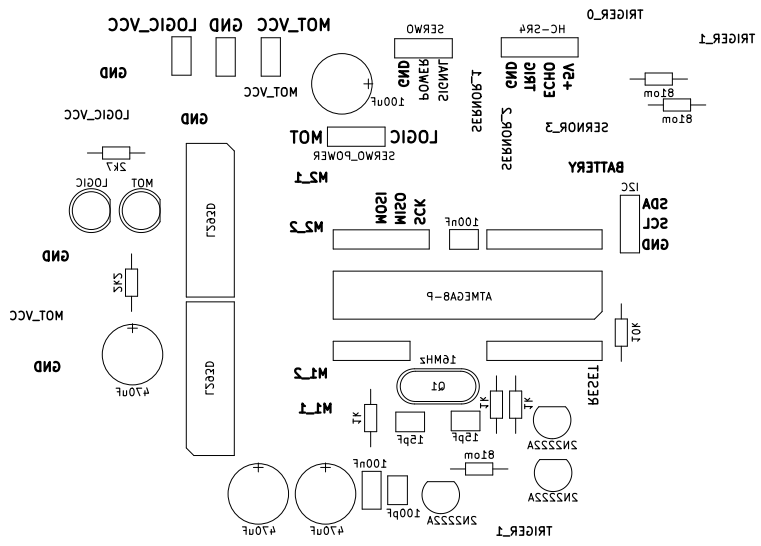 TRIGER_0
LOGIC_VCC
GND
MOT_VCC
SERVO
HC-SR4
TRIGER_1
GND
GND
POWER
SIGNAL
SERNOR_1
GND
TRIG
ECHO
+5V
81om
MOT_VCC
100uF
81om
LOGIC_VCC
GND
SERNOR_2
SERNOR_3
MOT
LOGIC
SERVO_POWER
2k7
BATTERY
M2_1
LOGIC
MOT
I2C
L293D
MOSI
MISO
SCK
100nF
SDA
SCL
GND
M2_2
GND
2k2
ATMEGA8-P
MOT_VCC
10k
L293D
16MHz
GND
M1_2
Q1
470uF
RESET
M1_1
1k
15pF
15pF
1k
1k
2N2222A
81om
100nF
2N2222A
470uF
470uF
100pF
2N2222A
TRIGER_1